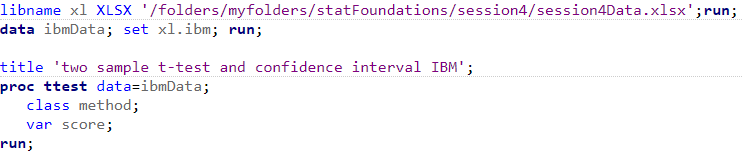 libname xl XLSX '/folders/myfolders/statFoundations/session4/session4Data.xlsx';run;
data ibmData; set xl.ibm; run;
title 'two sample t-test and confidence interval IBM';
proc ttest data=ibmData;
class method;
var score;
run;